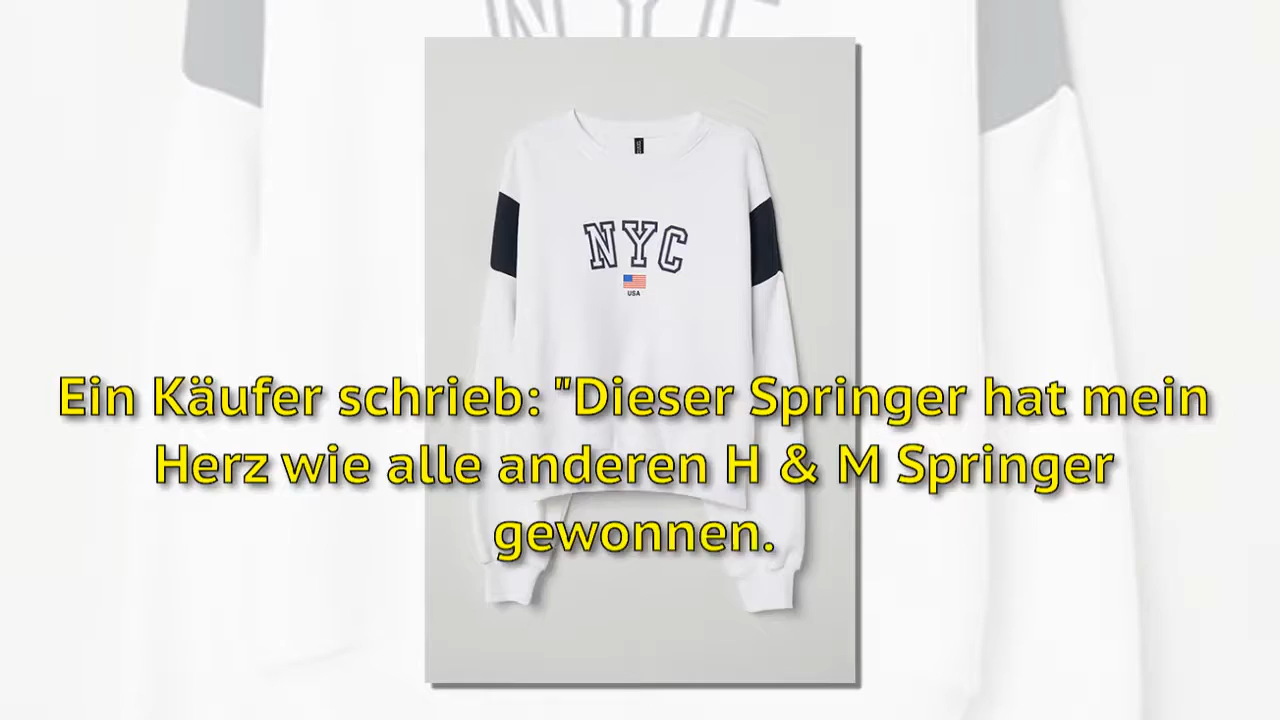 NYC
USA
Ein Käufer schrieb: "Dieser Springer hat mein
Herz wie alle anderen H & M Springer
gewonnen.